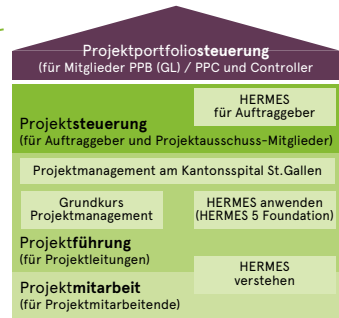 Projektportfoliosteuerung
(für Mitglieder PPB (GL) / PPC und Controller
HERMES
für Auftraggeber
Projektsteuerung
(für Auftraggeber und Projektausschuss-Mitglieder)
Projektmanagement am Kantonsspital St.Gallen
Grundkurs
Projektmanagement
HERMES anwenden
(HERMES 5 Foundation)
Projektführung
(für Projektleitungen)
HERMES
verstehen
Projektmitarbeit
(für Projektmitarbeitende)